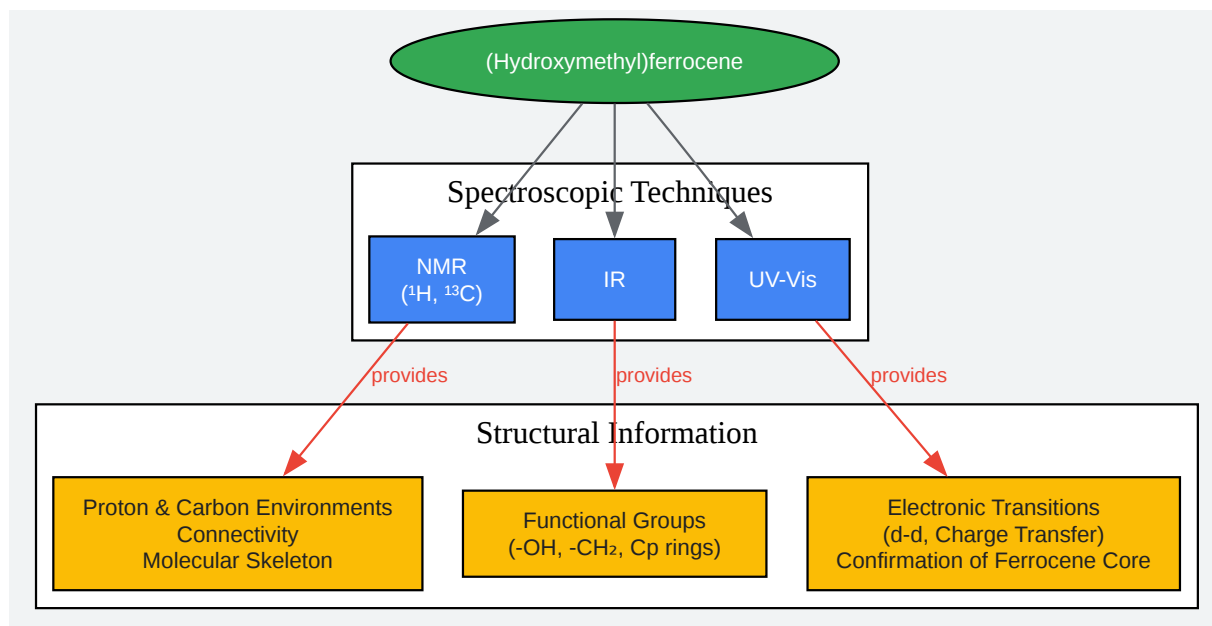 (Hydroxymethyl)ferrocene
Spectroscopic Techniques
NMR
(¹H, ¹³C)
IR
UV-Vis
provides
provides
provides
Structural Information
Proton & Carbon Environments
Connectivity
Molecular Skeleton
Functional Groups
(-OH, -CH₂, Cp rings)
Electronic Transitions
(d-d, Charge Transfer)
Confirmation of Ferrocene Core